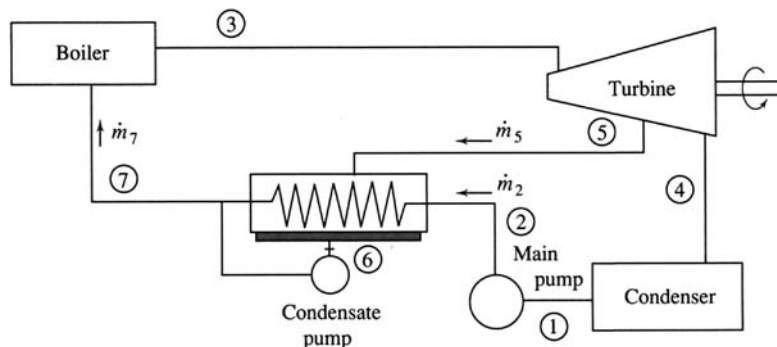 ③
Boiler
Turbine
ṁ₇
ṁ₅
⑤
⑦
ṁ₂
④
②
⑥
Main
pump
Condenser
Condensate
pump
①